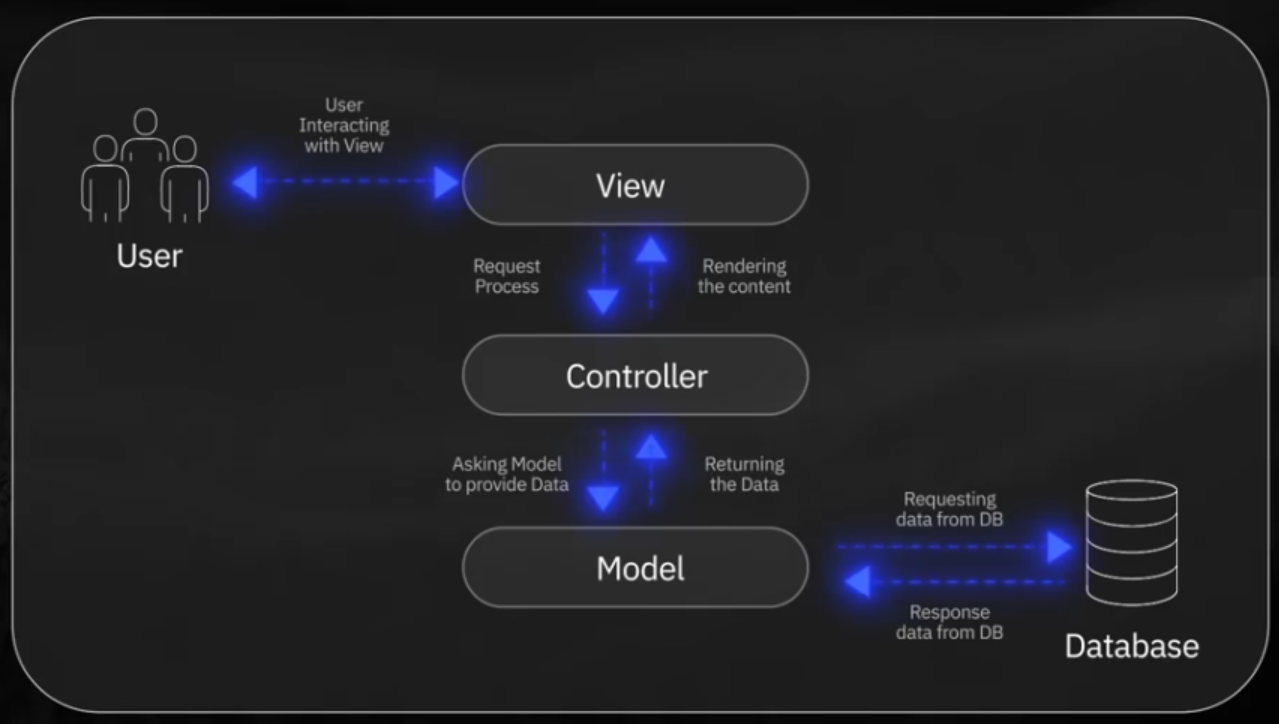 User
Interacting
with View
View
User
Request
Process
Rendering
the content
Controller
Asking Model
to provide Data
Returning
the Data
Model
Requesting
data from DB
Response
data from DB
Database